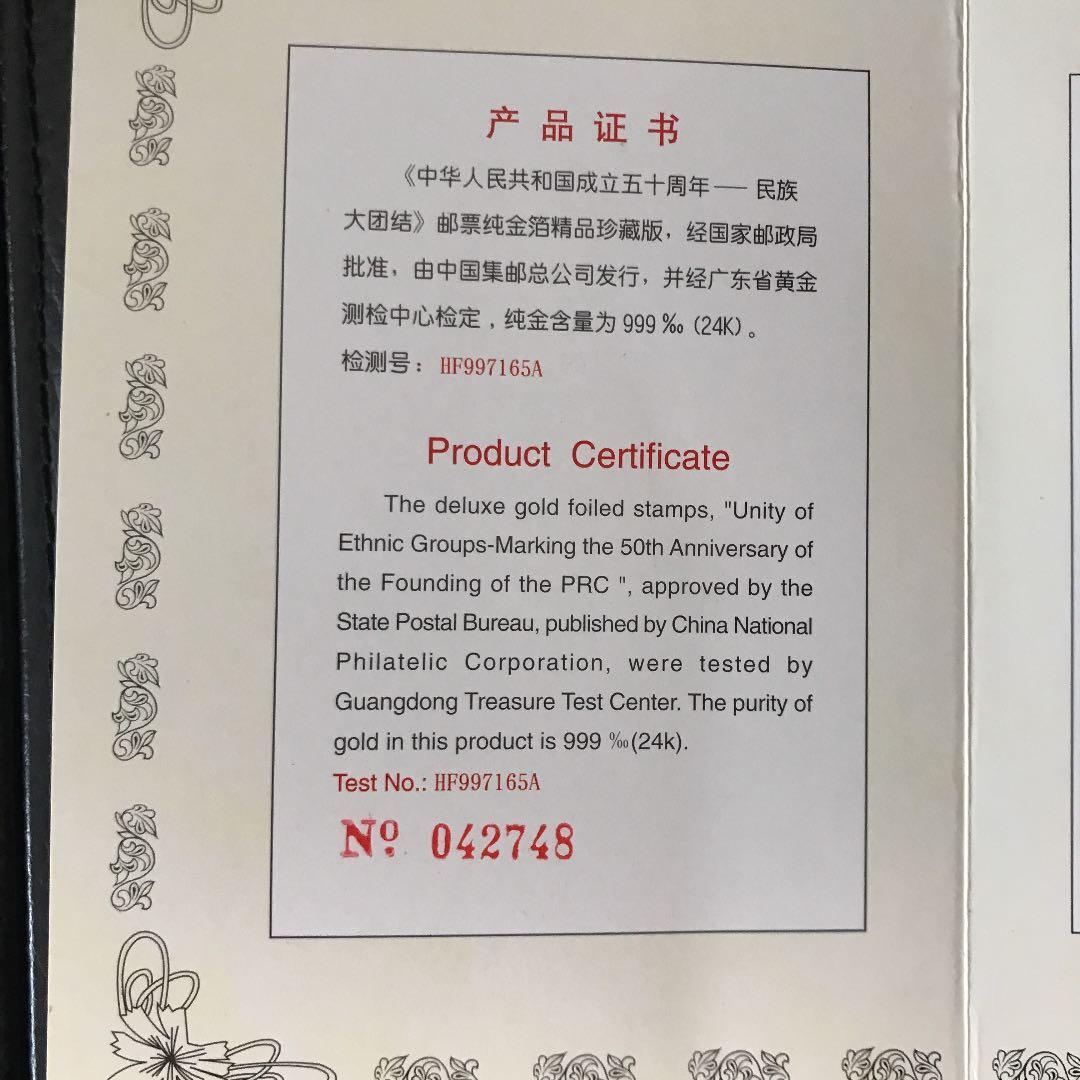 产品证书
《中华人民共和国成立五十周年—— 民族
大团结》邮票纯金箔精品珍藏版，经国家邮政局
批准，由中国集邮总公司发行，并经广东省黄金
测检中心检定，纯金含量为 999‰ (24K)。
检测号： HF997165A
Product Certificate
The deluxe gold foiled stamps, "Unity of
Ethnic Groups-Marking the 50th Anniversary of
the Founding of the PRC ", approved by the
State Postal Bureau, published by China National
Philatelic Corporation, were tested by
Guangdong Treasure Test Center. The purity of
gold in this product is 999 ‰(24k).
Test No.: HF997165A
Nº 042748